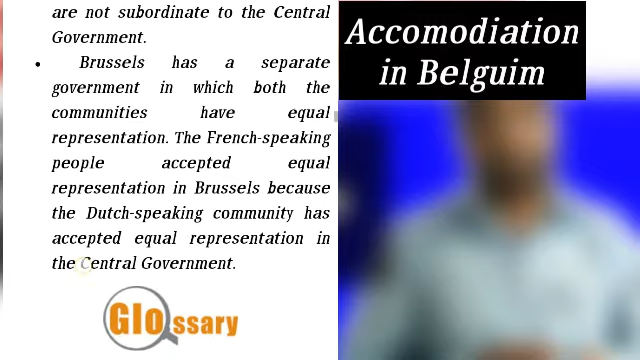 are not subordinate to the Central
Government.
• Brussels has a separate
government in which both the
communities have equal
representation. The French-speaking
people accepted equal
representation in Brussels because
the Dutch-speaking community has
accepted equal representation in
the Central Government.
Glossary
Accomodiation
in Belguim